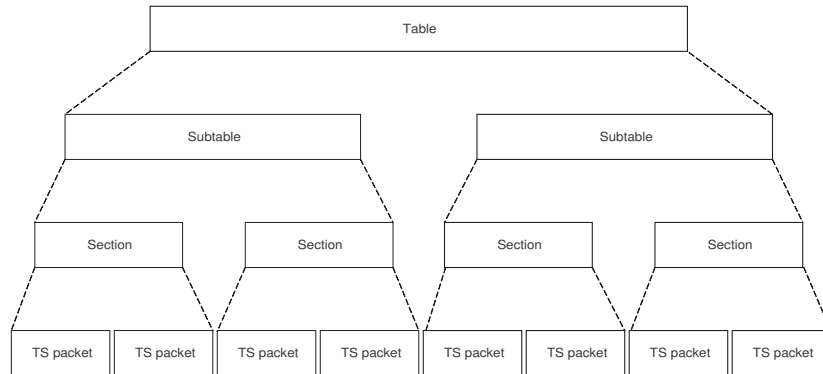 Table
Subtable Subtable
Section Section Section Section
TS packet TS packet TS packet TS packet TS packet TS packet TS packet TS packet